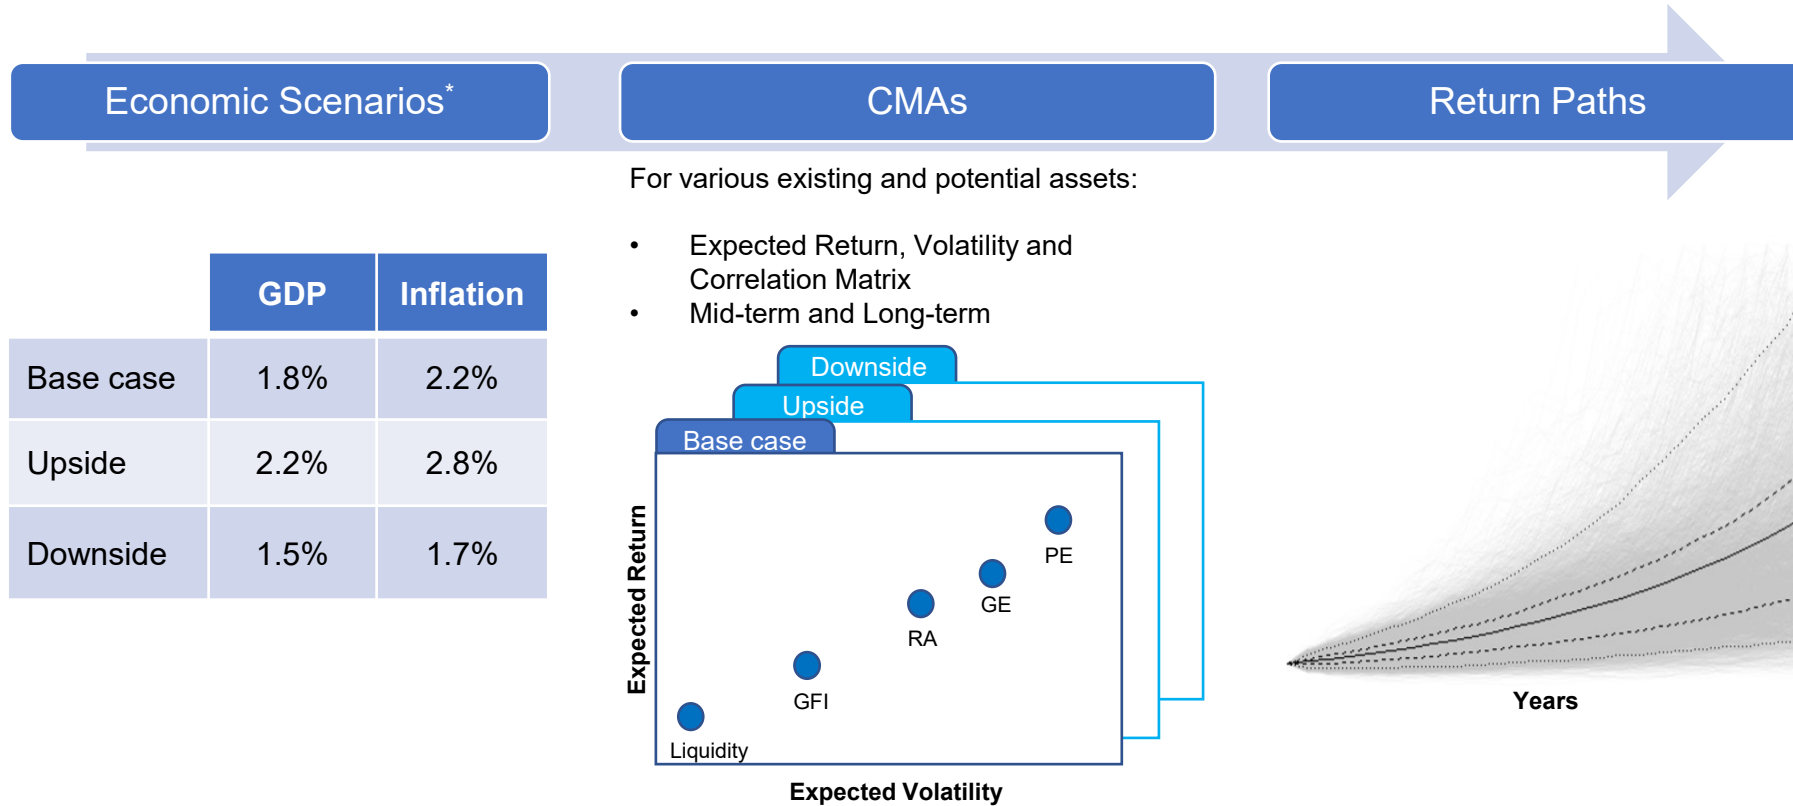 Economic Scenarios*
CMAs
Return Paths
GDP Inflation
Base case 1.8% 2.2%
Upside 2.2% 2.8%
Downside 1.5% 1.7%
For various existing and potential assets:
• Expected Return, Volatility and
Correlation Matrix
• Mid-term and Long-term
Downside
Upside
Base case
Expected Return
PE
GE
RA
GFI
Liquidity
Expected Volatility
Years